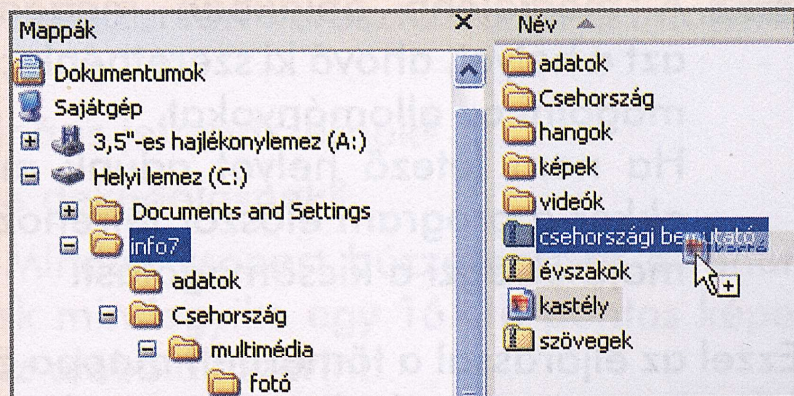 Mappák
Dokumentumok
Sajátgép
3,5"-es hajlékonylemez (A:)
Helyi lemez (C:)
Documents and Settings
info7
adatok
Csehország
multimédia
fotó
Név
adatok
Csehország
hangok
képek
videók
csehországi bemutató
évszakok
kastély
szövegek